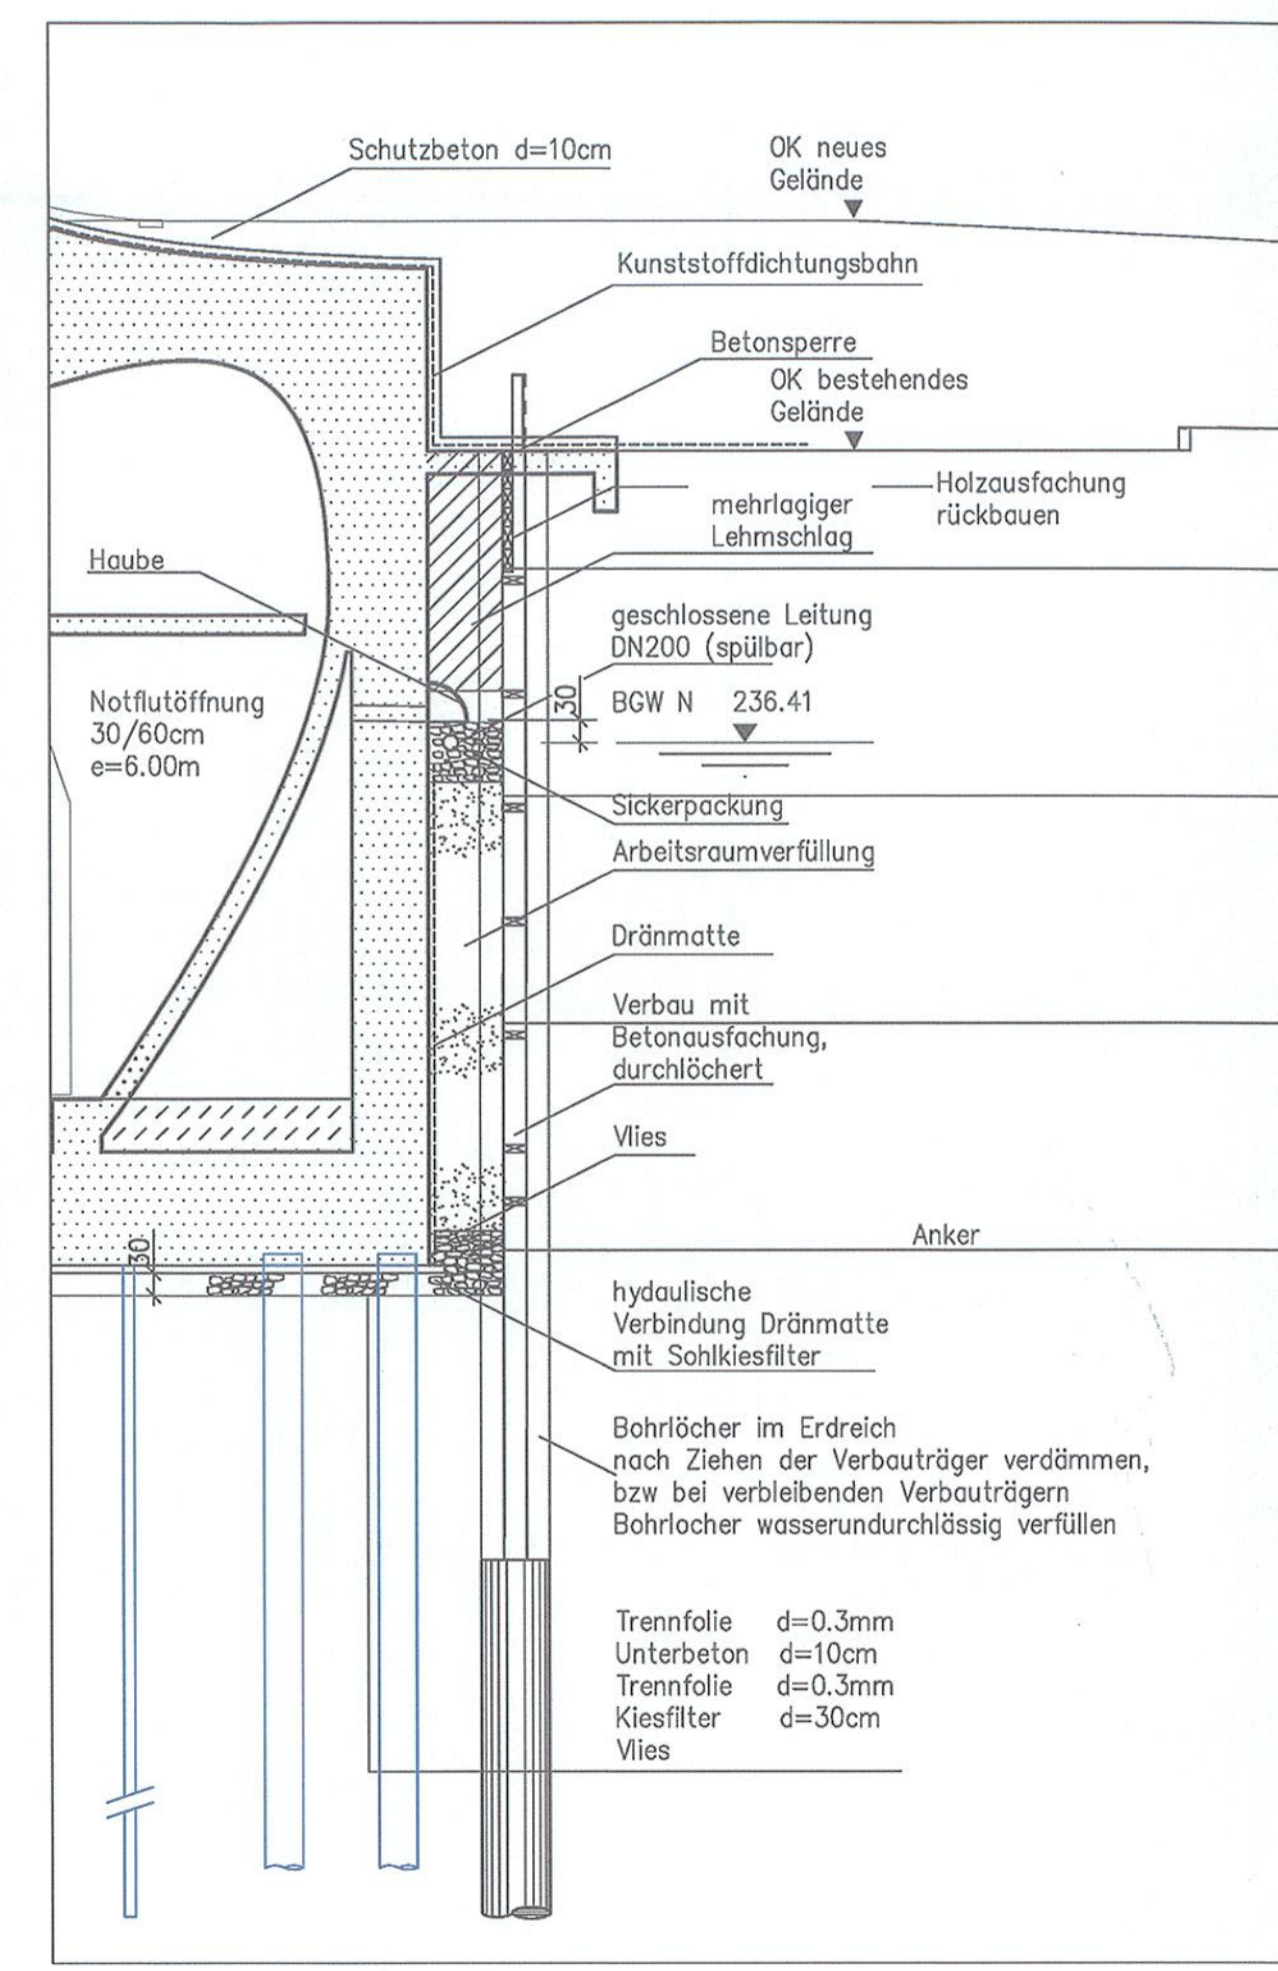 Schutzbeton d=10cm
OK neues
Gelände
Kunststoffdichtungsbahn
Betonsperre
OK bestehendes
Gelände
Holzausfachung
rückbauen
mehrlagiger
Lehmschlag
Haube
geschlossene Leitung
DN200 (spülbar)
30
BGW N 236.41
Notflutöffnung
30/60cm
e=6.00m
Sickerpackung
Arbeitsraumverfüllung
Dränmatte
Verbau mit
Betonausfachung,
durchlöchert
Vlies
Anker
30
hydaulische
Verbindung Dränmatte
mit Sohlkiesfilter
Bohrlöcher im Erdreich
nach Ziehen der Verbauträger verdämmen,
bzw bei verbleibenden Verbauträgern
Bohrlocher wasserundurchlässig verfüllen
Trennfolie d=0.3mm
Unterbeton d=10cm
Trennfolie d=0.3mm
Kiesfilter d=30cm
Vlies